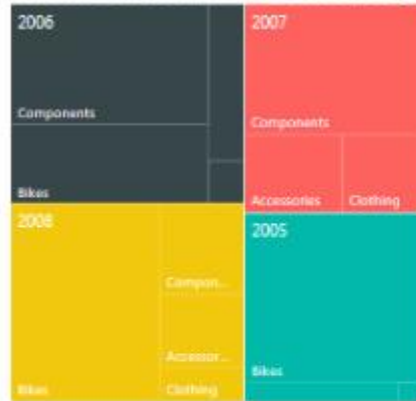 2006
Components
Bikes
2007
Components
Accessories
Clothing
2008
Compon...
Accessor...
Clothing
Bikes
2005
Bikes